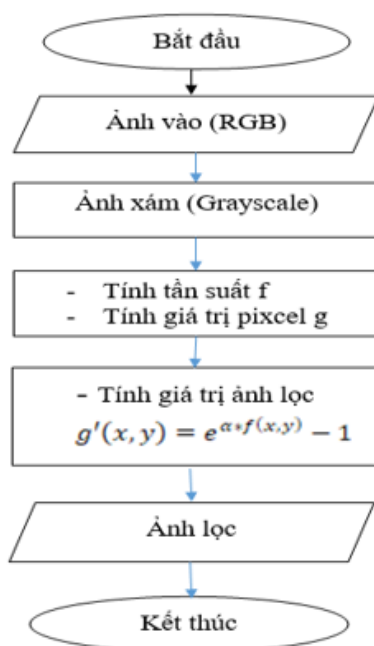 Bắt đầu
Ảnh vào (RGB)
Ảnh xám (Grayscale)
- Tính tần suất f
- Tính giá trị pixcel g
- Tính giá trị ảnh lọc
g'(x, y) = e^{α*f(x,y)} − 1
Ảnh lọc
Kết thúc